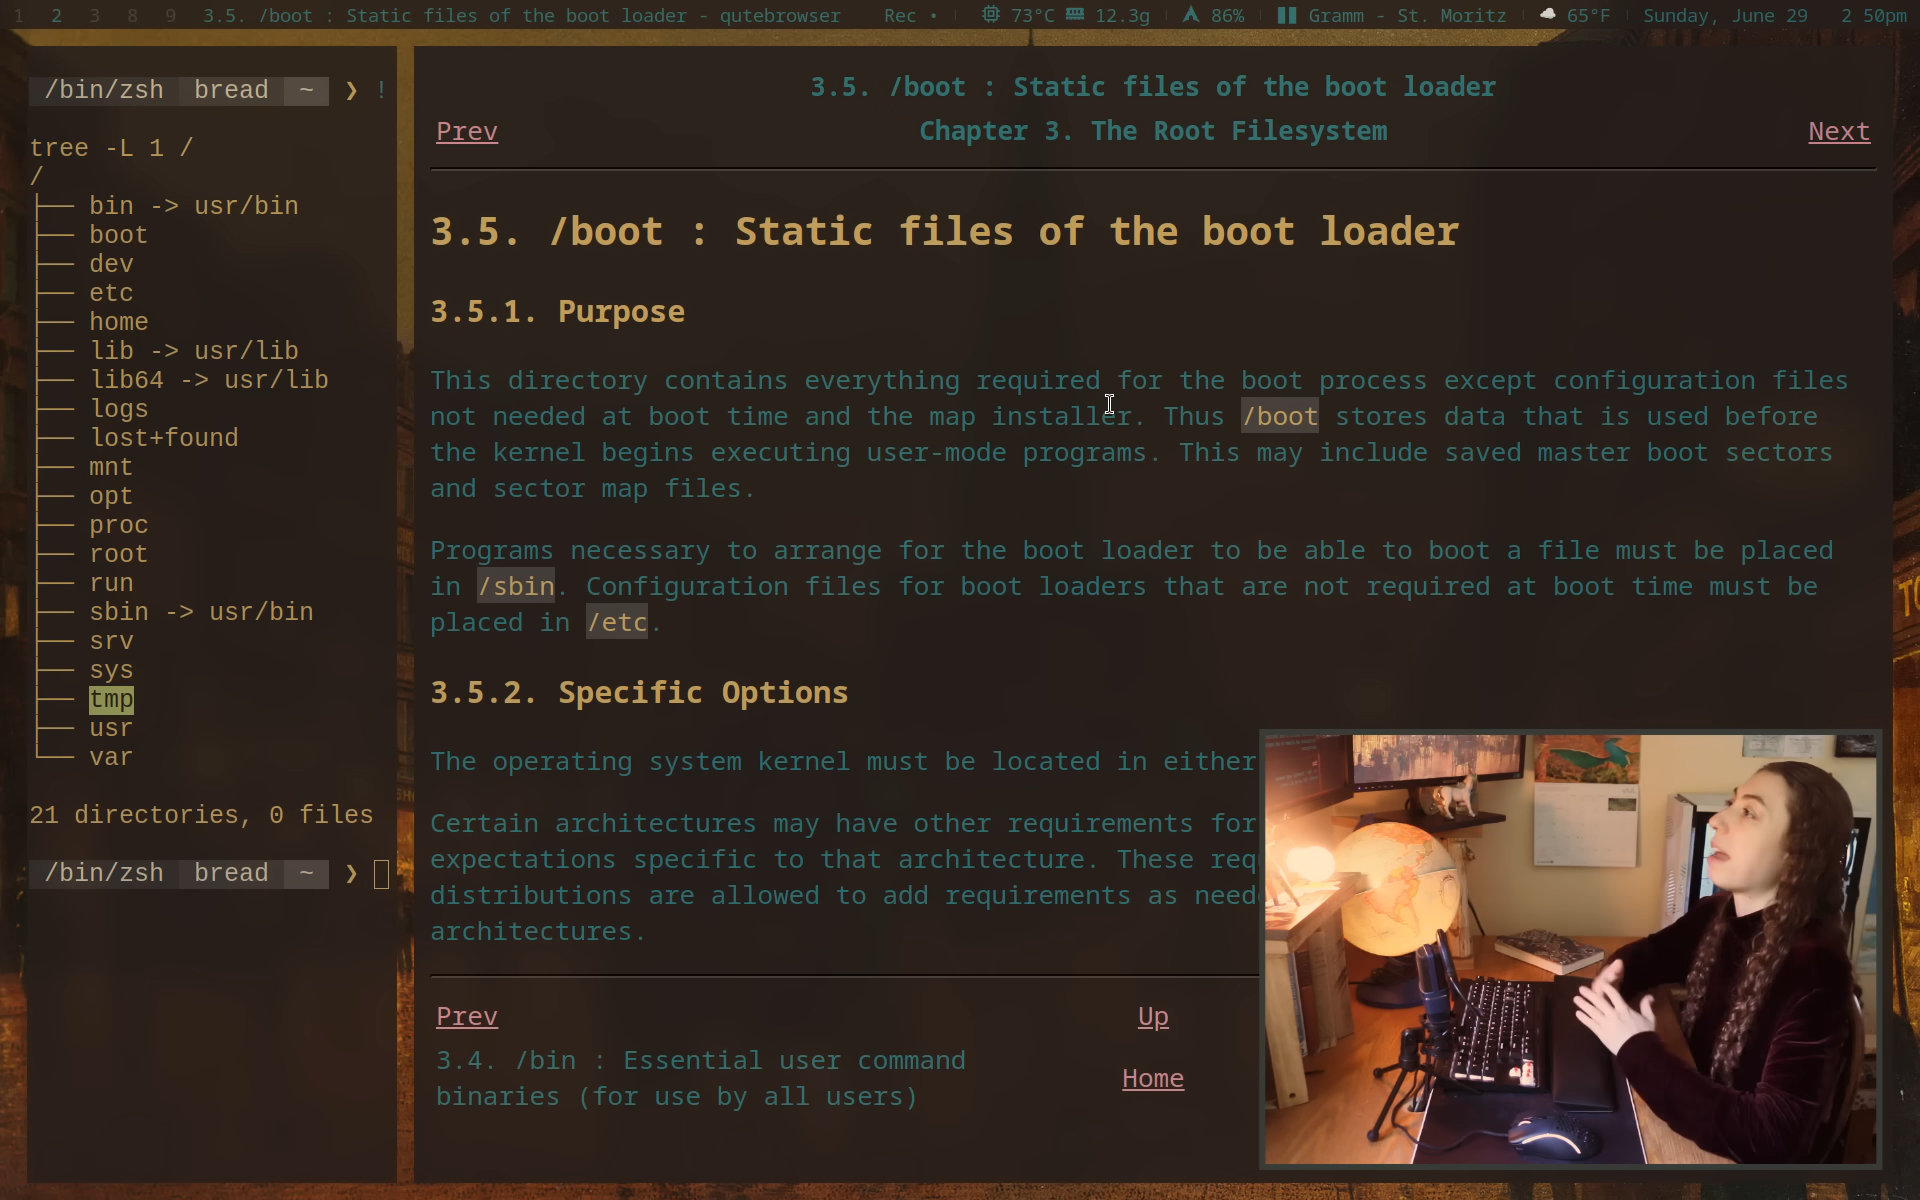 1 2 3 8 9 3.5. /boot : Static files of the boot loader - qutebrowser Rec • 73°C 12.3g 86% Gramm - St. Moritz 65°F Sunday, June 29 2 50pm
/bin/zsh bread ~ ❯ !
tree -L 1 /
/
├── bin -> usr/bin
├── boot
├── dev
├── etc
├── home
├── lib -> usr/lib
├── lib64 -> usr/lib
├── logs
├── lost+found
├── mnt
├── opt
├── proc
├── root
├── run
├── sbin -> usr/bin
├── srv
├── sys
├── tmp
├── usr
└── var
21 directories, 0 files
/bin/zsh bread ~ ❯
3.5. /boot : Static files of the boot loader
Prev Chapter 3. The Root Filesystem Next
3.5. /boot : Static files of the boot loader
3.5.1. Purpose
This directory contains everything required for the boot process except configuration files
not needed at boot time and the map installer. Thus /boot stores data that is used before
the kernel begins executing user-mode programs. This may include saved master boot sectors
and sector map files.
Programs necessary to arrange for the boot loader to be able to boot a file must be placed
in /sbin. Configuration files for boot loaders that are not required at boot time must be
placed in /etc.
3.5.2. Specific Options
The operating system kernel must be located in either
Certain architectures may have other requirements for
expectations specific to that architecture. These req
distributions are allowed to add requirements as neede
architectures.
Prev Up
3.4. /bin : Essential user command
binaries (for use by all users)
Home